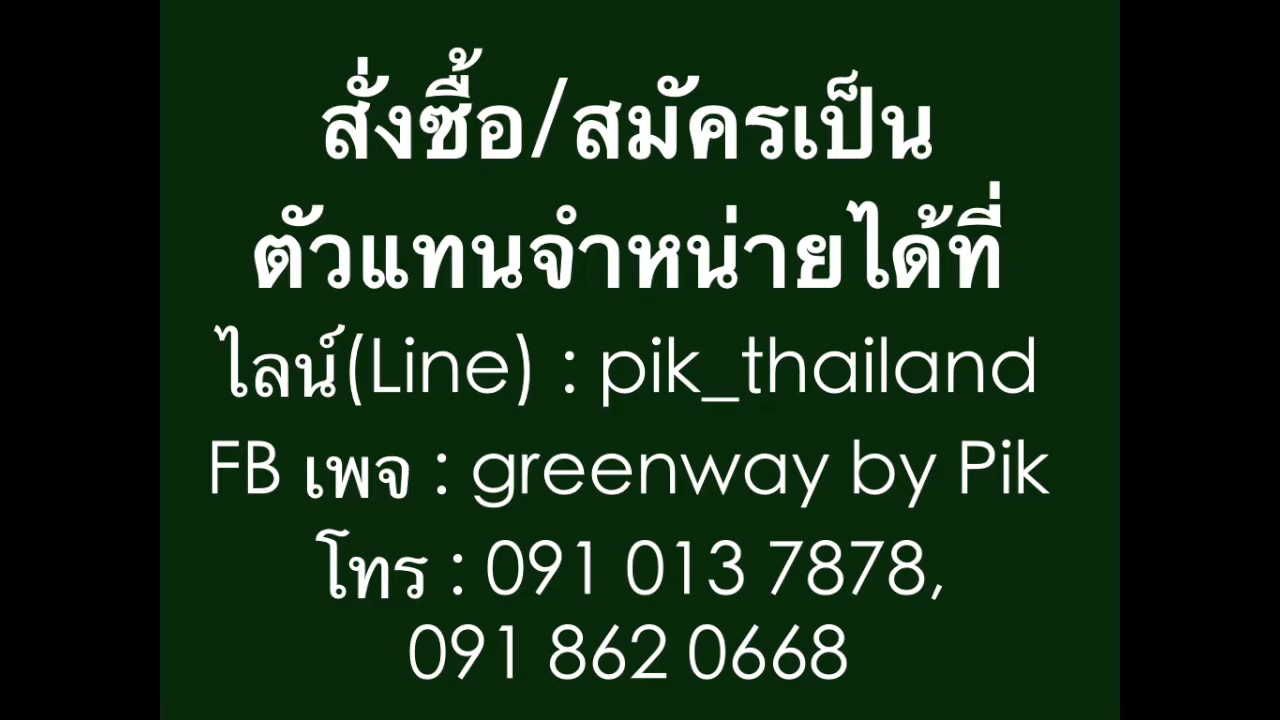 สั่งซื้อ/สมัครเป็น
ตัวแทนจำหน่ายได้ที่
ไลน์(Line) : pik_thailand
FB เพจ : greenway by Pik
โทร : 091 013 7878,
091 862 0668